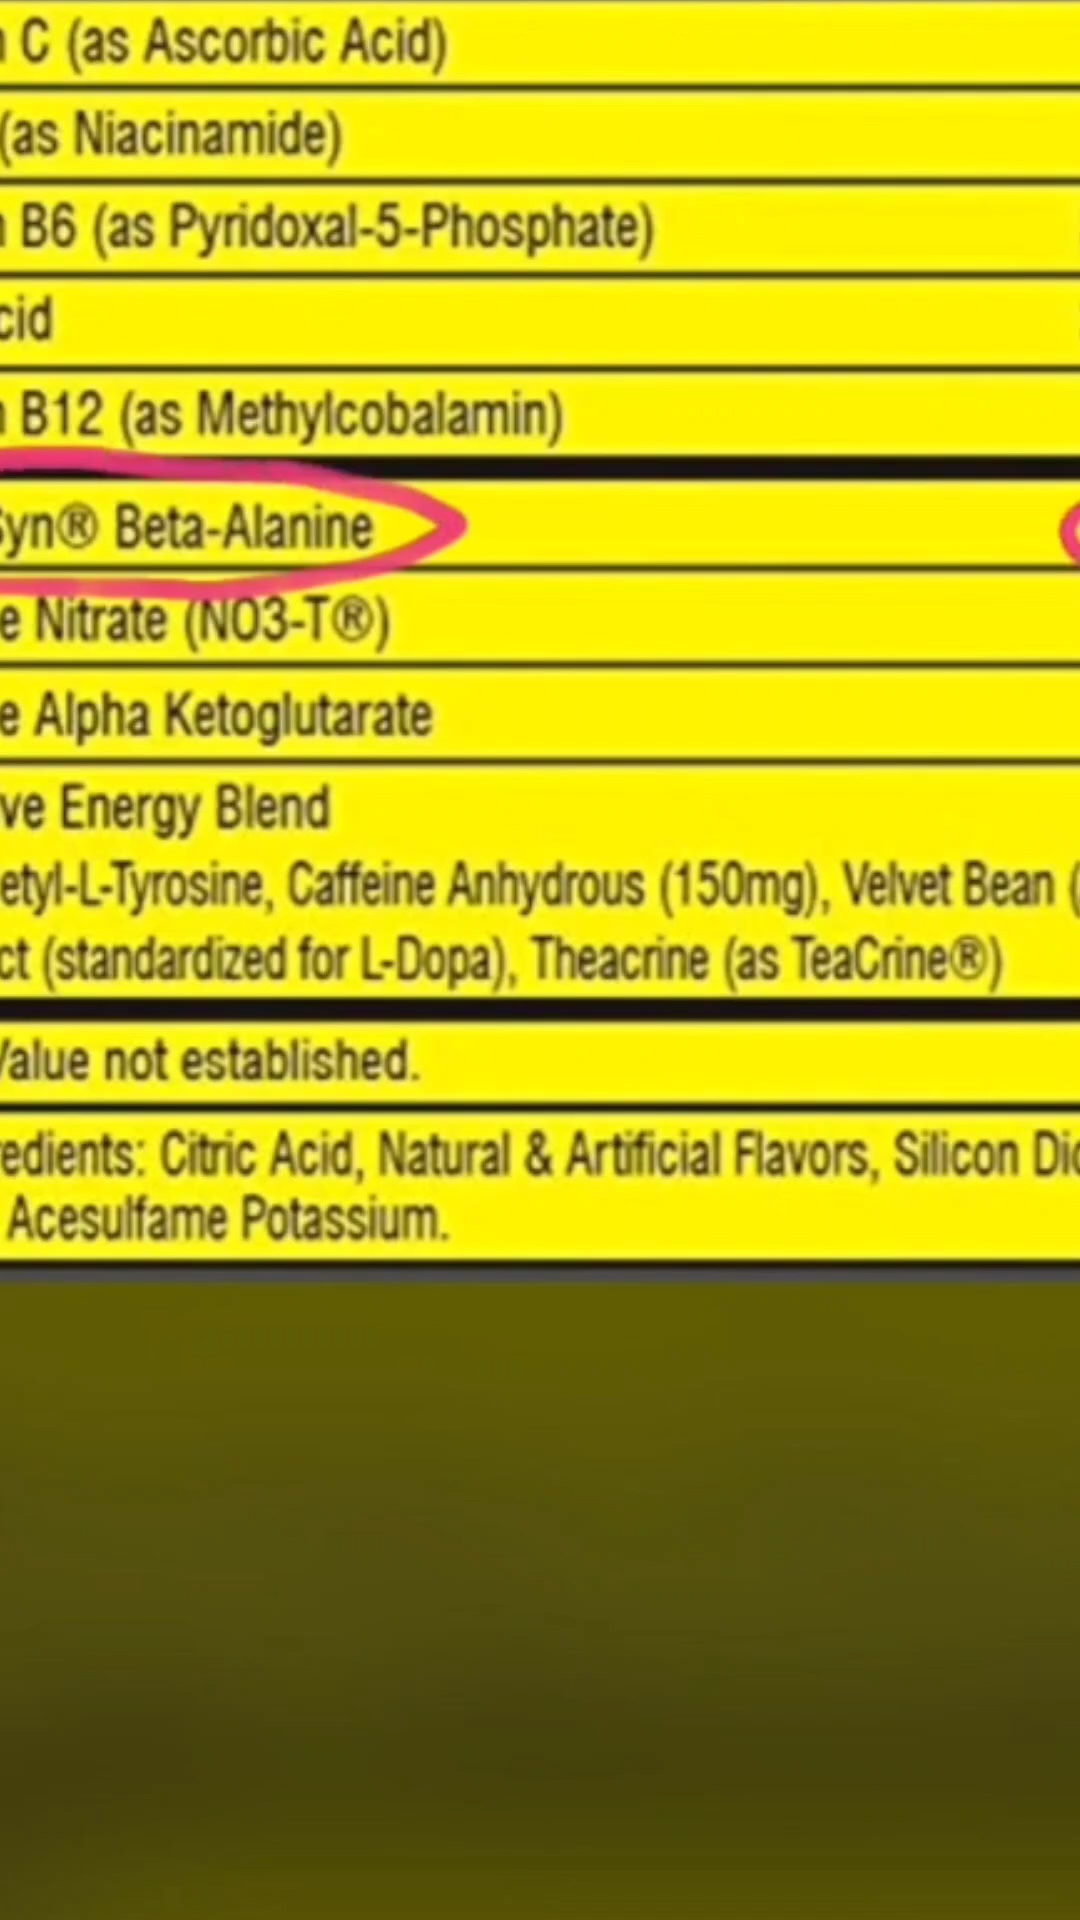 C (as Ascorbic Acid)
(as Niacinamide)
B6 (as Pyridoxal-5-Phosphate)
cid
B12 (as Methylcobalamin)
Syn® Beta-Alanine
e Nitrate (NO3-T®)
e Alpha Ketoglutarate
ve Energy Blend
etyl-L-Tyrosine, Caffeine Anhydrous (150mg), Velvet Bean (
ct (standardized for L-Dopa), Theacrine (as TeaCrine®)
Value not established.
edients: Citric Acid, Natural & Artificial Flavors, Silicon Dio
Acesulfame Potassium.